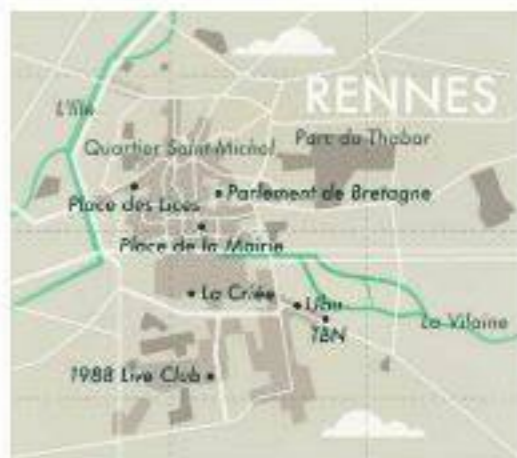 RENNES
L'Ille
Parc du Thabor
Quartier Saint-Michel
Parlement de Bretagne
Place des Lices
Place de la Mairie
La Criée
Ubu
TBN
La Vilaine
1988 Live Club